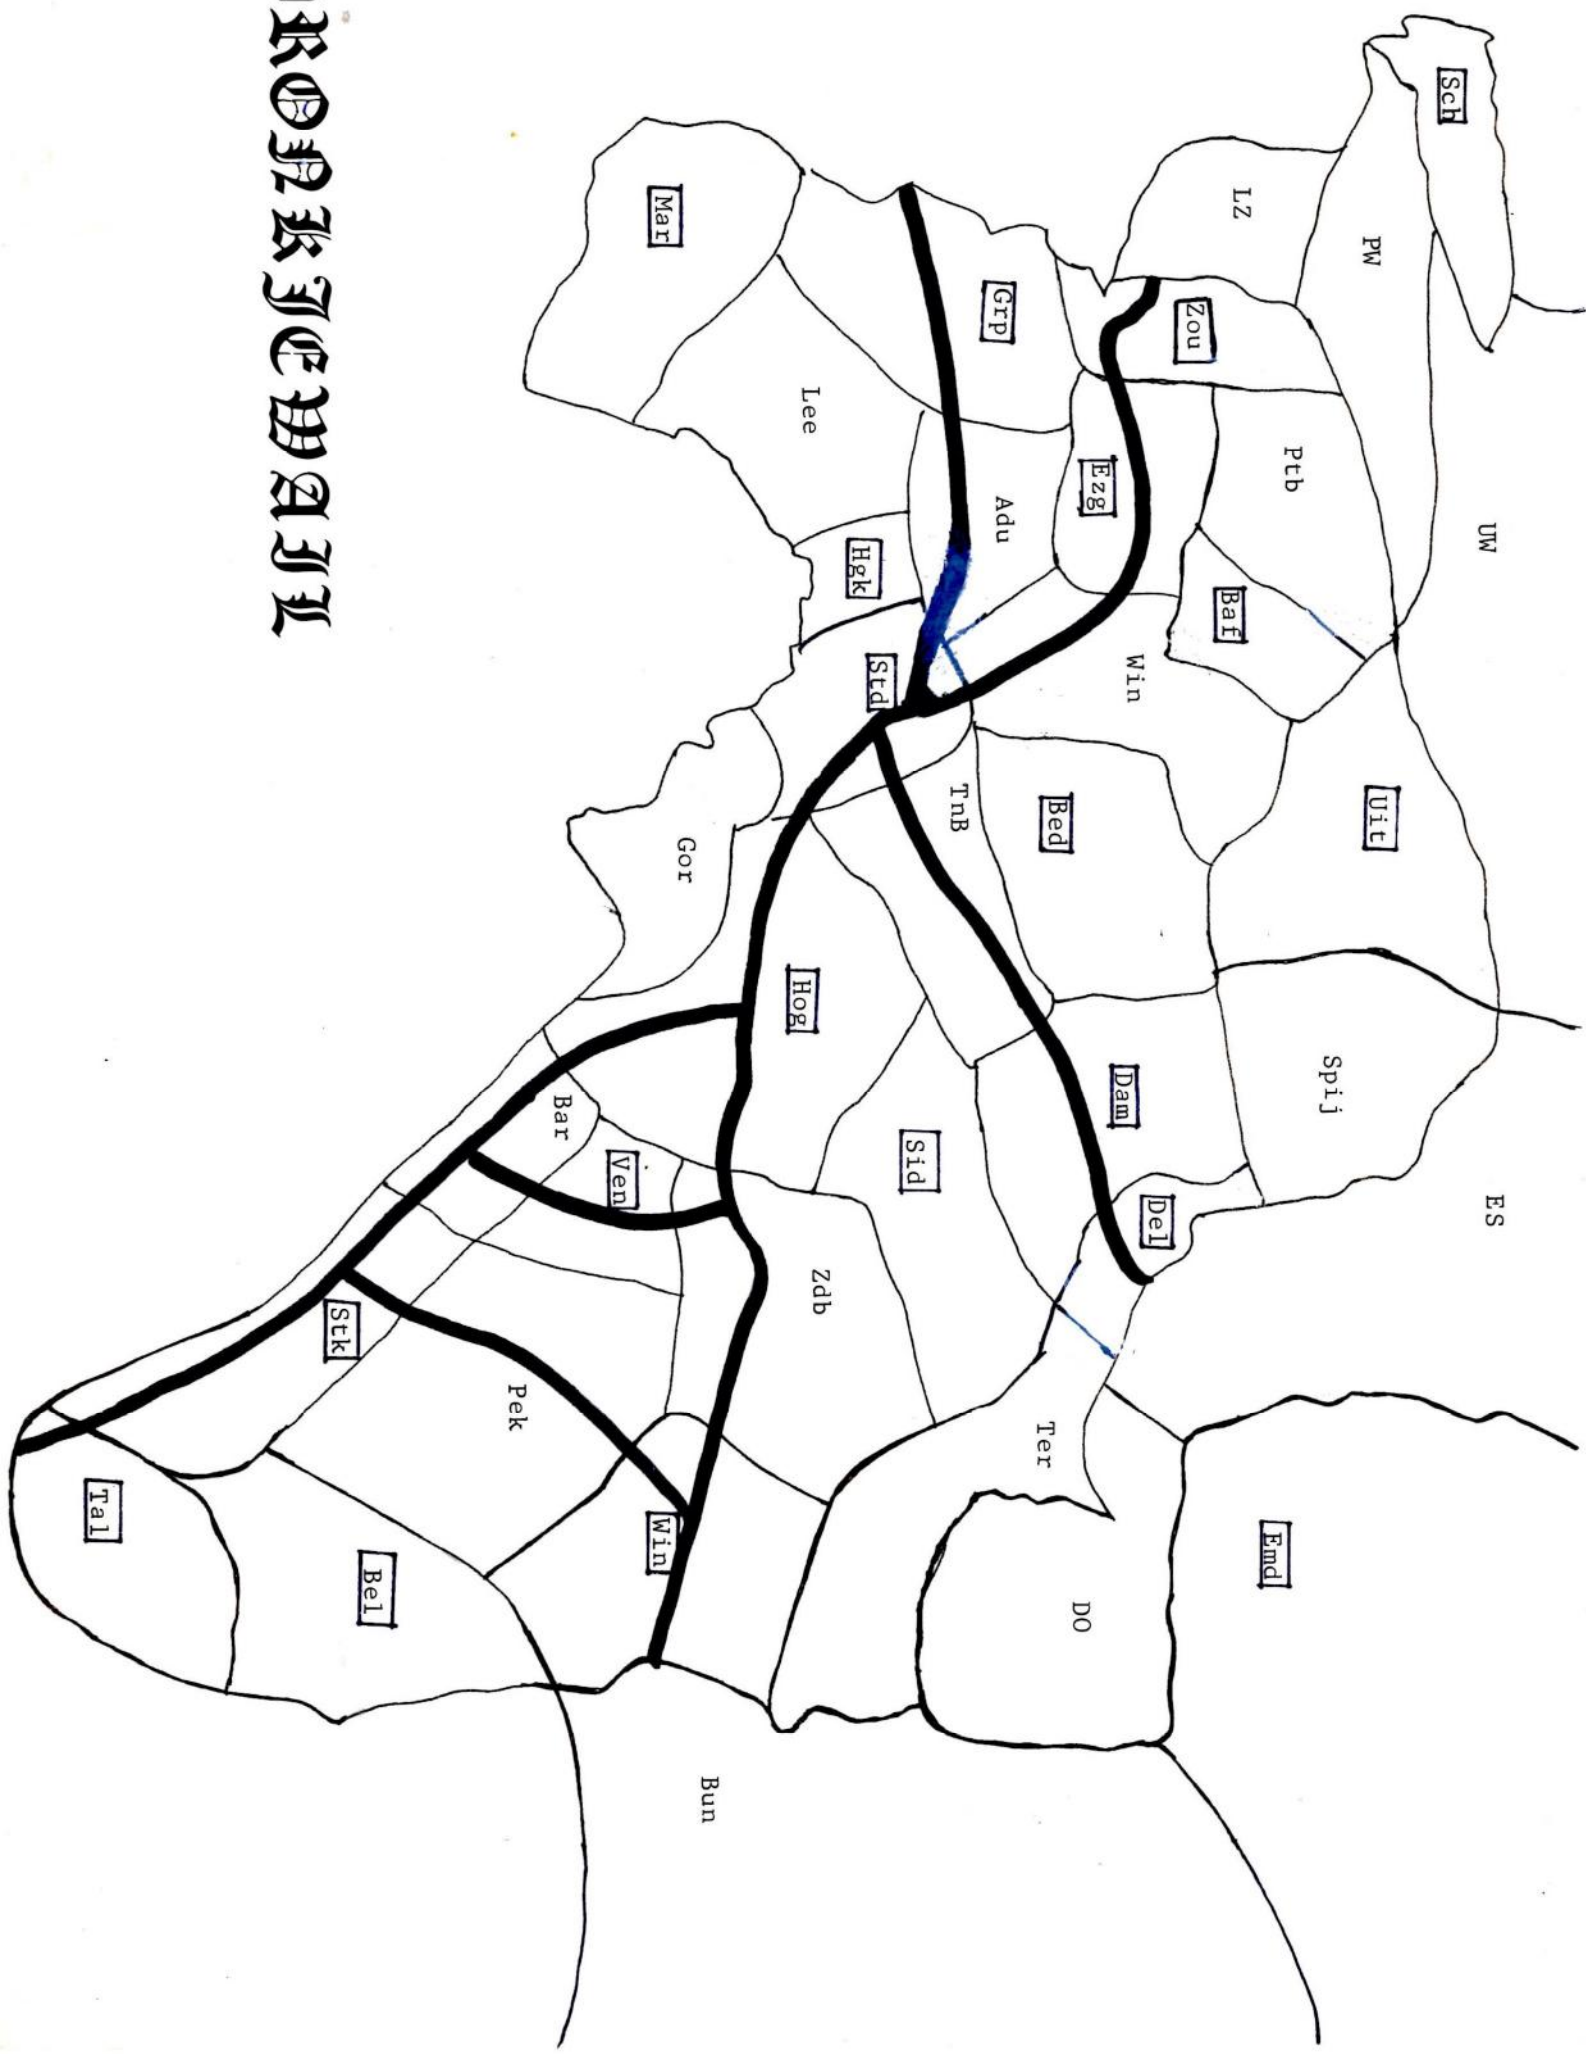 ES
UW
Sch
Uit
PW
Spij
Ptb
Emd
LZ
Baf
Zou
Del
Win
Dam
Ezg
DO
Bed
Ter
Adu
Grp
TnB
Sid
Std
Hgk
Zdb
Lee
Hog
Bun
Gor
Mar
Win
Ven
Bar
Pek
Bel
Stk
RONKJEWAIL
Tal